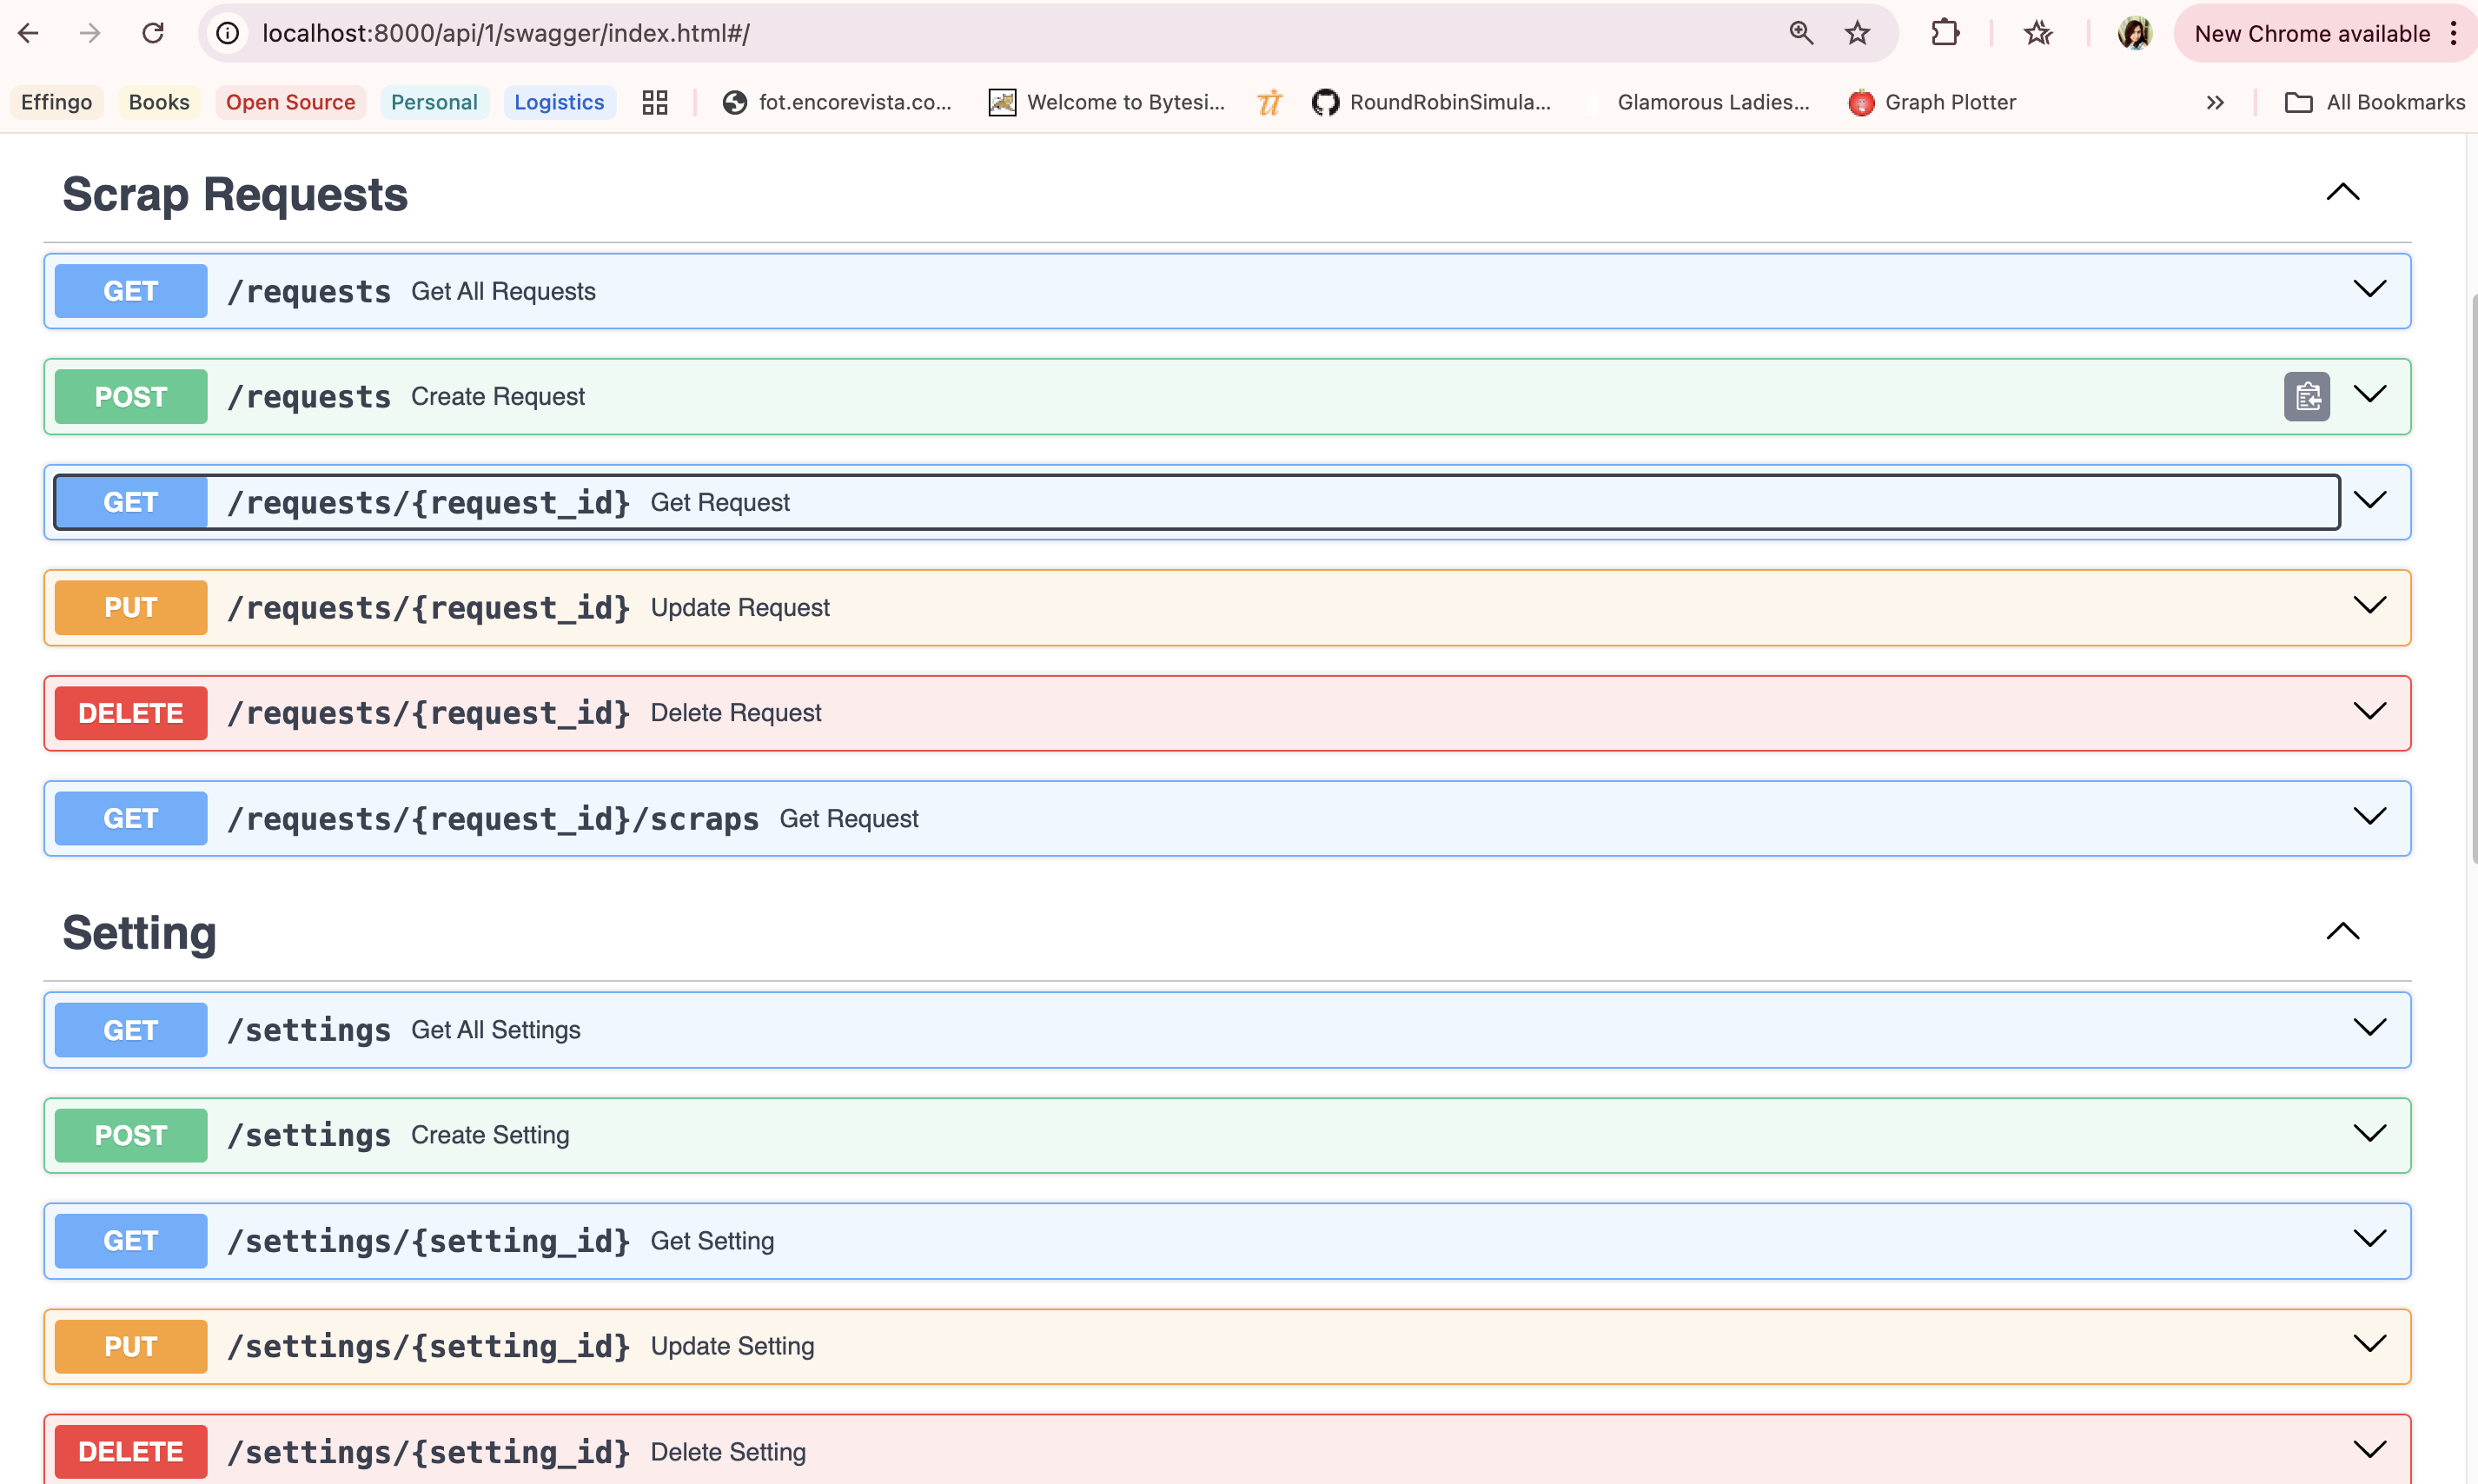 localhost:8000/api/1/swagger/index.html#/
New Chrome available
Effingo Books Open Source Personal Logistics fot.encorevista.co... Welcome to Bytesi... RoundRobinSimula... Glamorous Ladies... Graph Plotter » All Bookmarks
Scrap Requests
GET /requests Get All Requests
POST /requests Create Request
GET /requests/{request_id} Get Request
PUT /requests/{request_id} Update Request
DELETE /requests/{request_id} Delete Request
GET /requests/{request_id}/scraps Get Request
Setting
GET /settings Get All Settings
POST /settings Create Setting
GET /settings/{setting_id} Get Setting
PUT /settings/{setting_id} Update Setting
DELETE /settings/{setting_id} Delete Setting